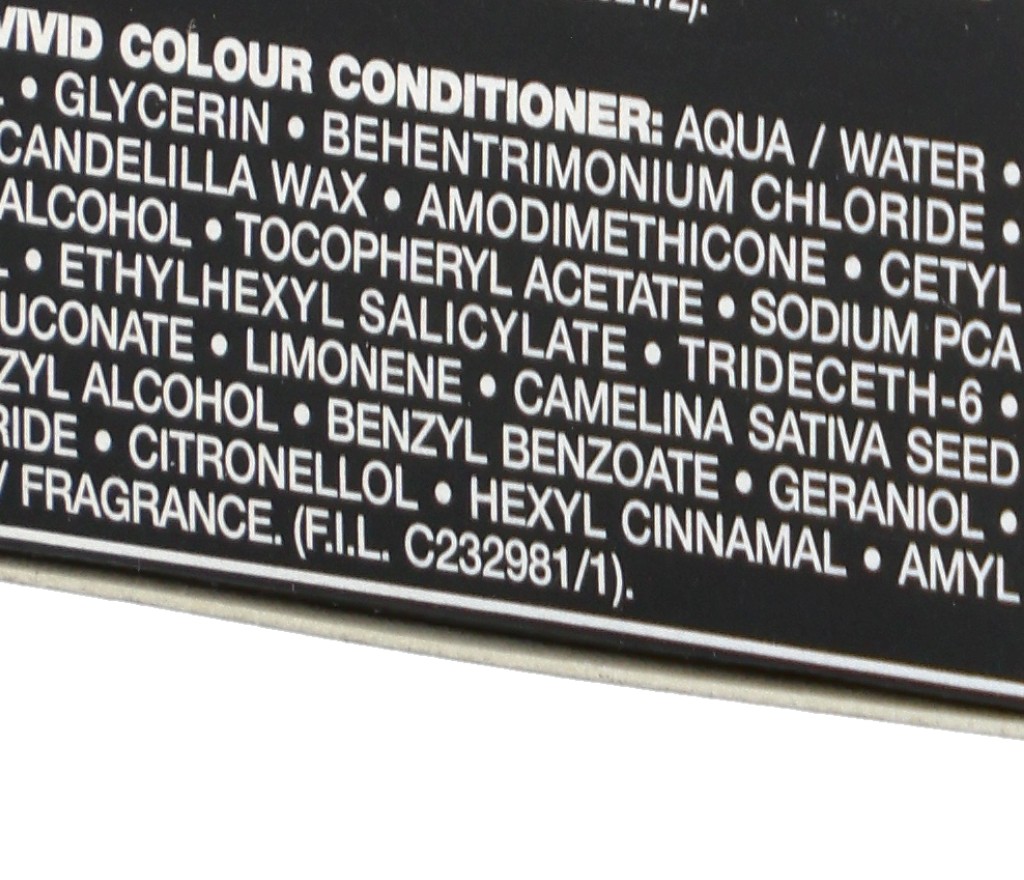 VIVID COLOUR CONDITIONER: AQUA / WATER •
• GLYCERIN • BEHENTRIMONIUM CHLORIDE •
CANDELILLA WAX • AMODIMETHICONE • CETYL
ALCOHOL • TOCOPHERYL ACETATE • SODIUM PCA
• ETHYLHEXYL SALICYLATE • TRIDECETH-6 •
UCONATE • LIMONENE • CAMELINA SATIVA SEED
ZYL ALCOHOL • BENZYL BENZOATE • GERANIOL •
RIDE • CITRONELLOL • HEXYL CINNAMAL • AMYL
/ FRAGRANCE. (F.I.L. C232981/1).